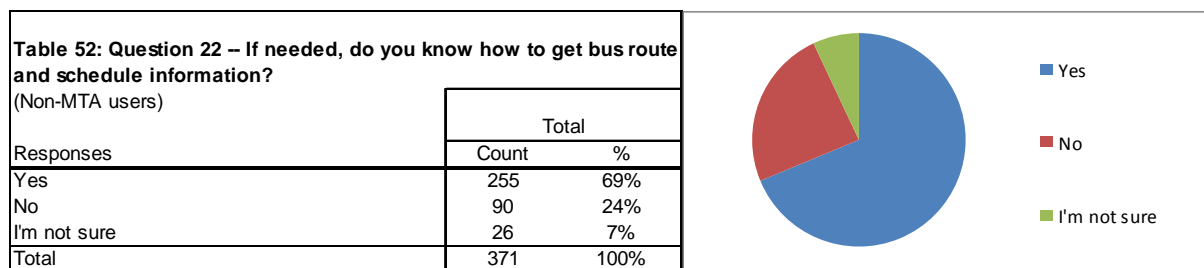 Table 52: Question 22 -- If needed, do you know how to get bus route
and schedule information?
(Non-MTA users)
Total
Responses Count %
Yes 255 69%
No 90 24%
I'm not sure 26 7%
Total 371 100%
Yes
No
I'm not sure